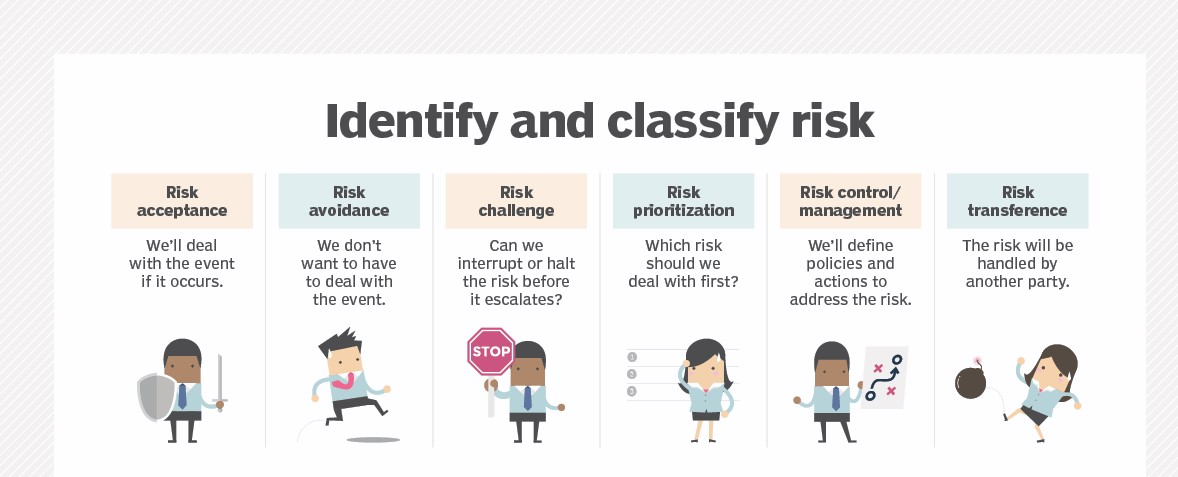 Identify and classify risk
Risk
acceptance
We'll deal
with the event
if it occurs.
Risk
avoidance
We don't
want to have
to deal with
the event.
Risk
challenge
Can we
interrupt or halt
the risk before
it escalates?
STOP
Risk
prioritization
Which risk
should we
deal with first?
1
2
3
Risk control/
management
We'll define
policies and
actions to
address the risk.
Risk
transference
The risk will be
handled by
another party.